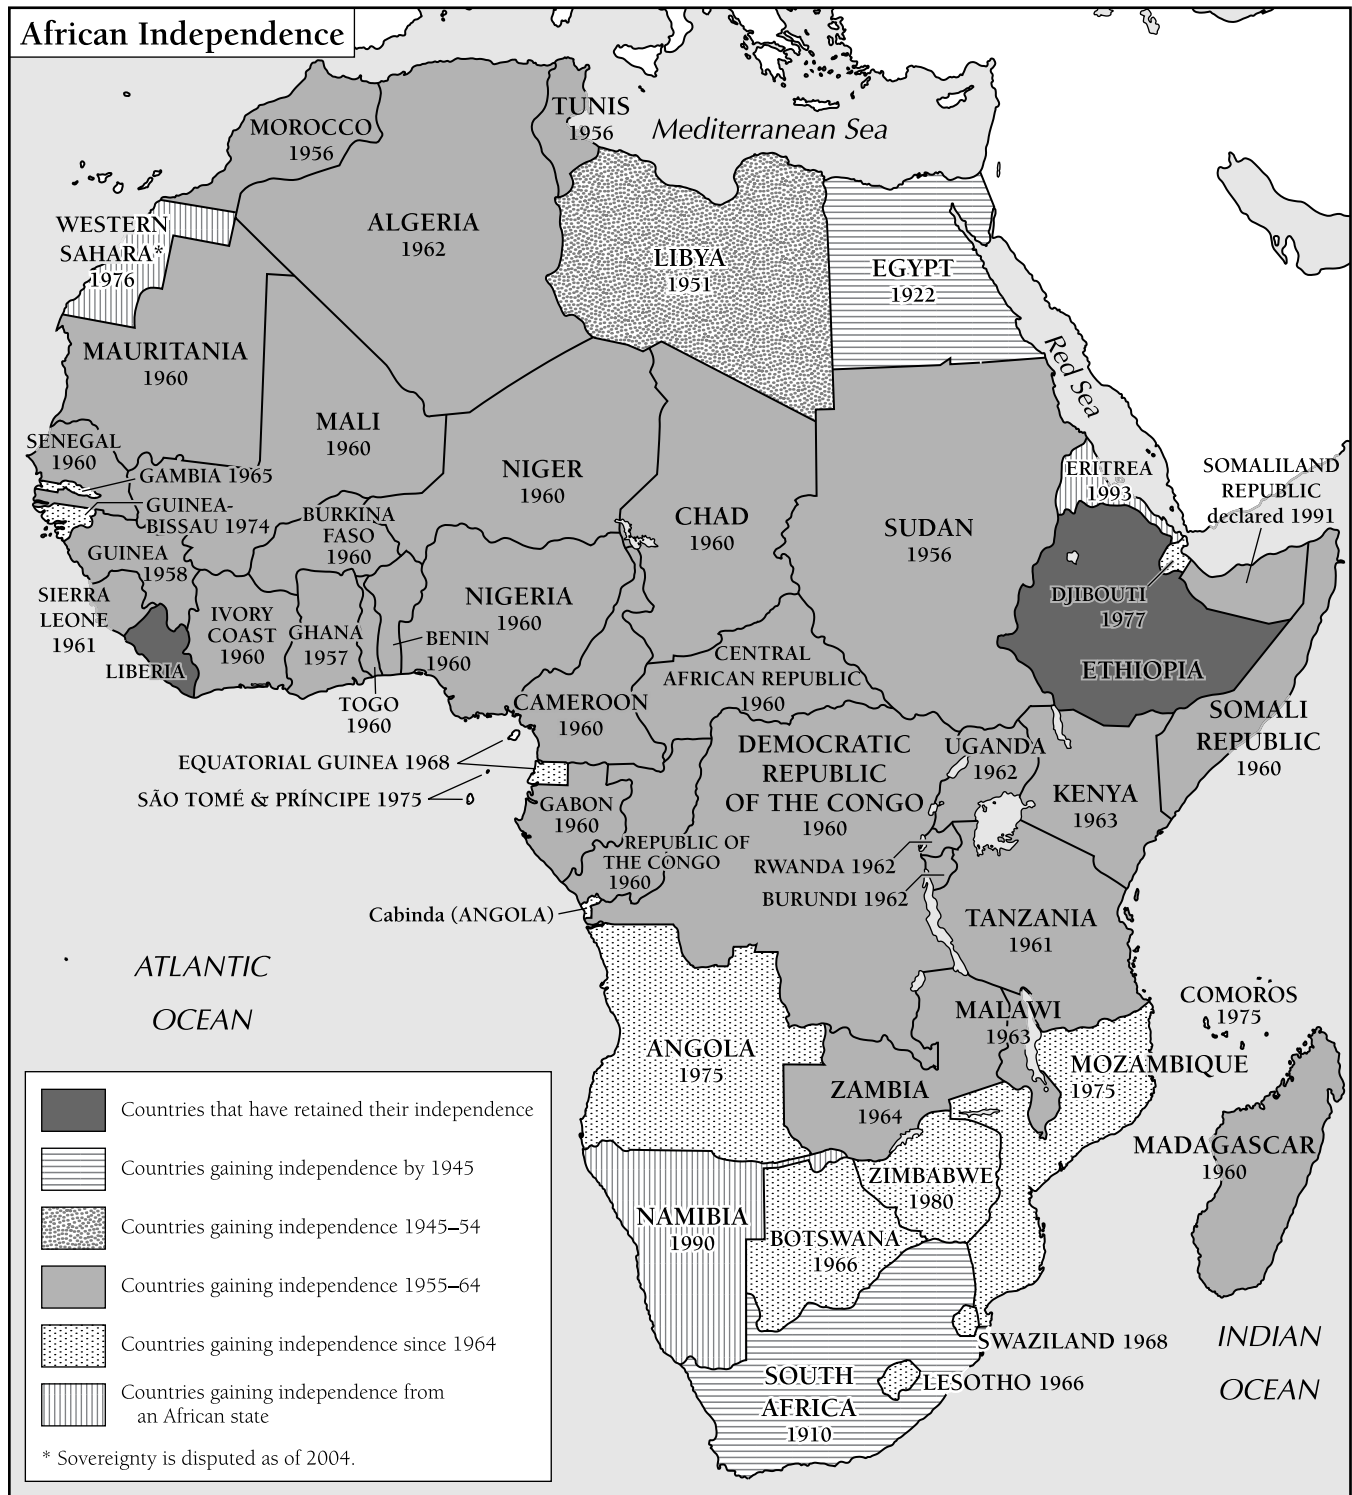 African Independence
TUNIS
1956
Mediterranean Sea
MOROCCO
1956
ALGERIA
1962
WESTERN
SAHARA*
1976
LIBYA
1951
EGYPT
1922
Red Sea
MAURITANIA
1960
MALI
1960
NIGER
1960
CHAD
1960
SUDAN
1956
ERITREA
1993
SOMALILAND
REPUBLIC
declared 1991
SENEGAL
1960
GAMBIA 1965
GUINEA-
BISSAU 1974
BURKINA
FASO
1960
GUINEA
1958
SIERRA
LEONE
1961
LIBERIA
IVORY
COAST
1960
GHANA
1957
NIGERIA
1960
BENIN
1960
TOGO
1960
DJIBOUTI
1977
ETHIOPIA
CENTRAL
AFRICAN REPUBLIC
1960
CAMEROON
1960
SOMALI
REPUBLIC
1960
EQUATORIAL GUINEA 1968
SÃO TOMÉ & PRÍNCIPE 1975
DEMOCRATIC
REPUBLIC
OF THE CONGO
1960
UGANDA
1962
KENYA
1963
GABON
1960
REPUBLIC OF
THE CONGO
1960
RWANDA 1962
BURUNDI 1962
Cabinda (ANGOLA)
TANZANIA
1961
ATLANTIC
OCEAN
COMOROS
1975
MALAWI
1963
ANGOLA
1975
MOZAMBIQUE
1975
ZAMBIA
1964
MADAGASCAR
1960
ZIMBABWE
1980
NAMIBIA
1990
BOTSWANA
1966
SWAZILAND 1968
INDIAN
OCEAN
LESOTHO 1966
SOUTH
AFRICA
1910
Countries that have retained their independence
Countries gaining independence by 1945
Countries gaining independence 1945–54
Countries gaining independence 1955–64
Countries gaining independence since 1964
Countries gaining independence from
an African state
* Sovereignty is disputed as of 2004.